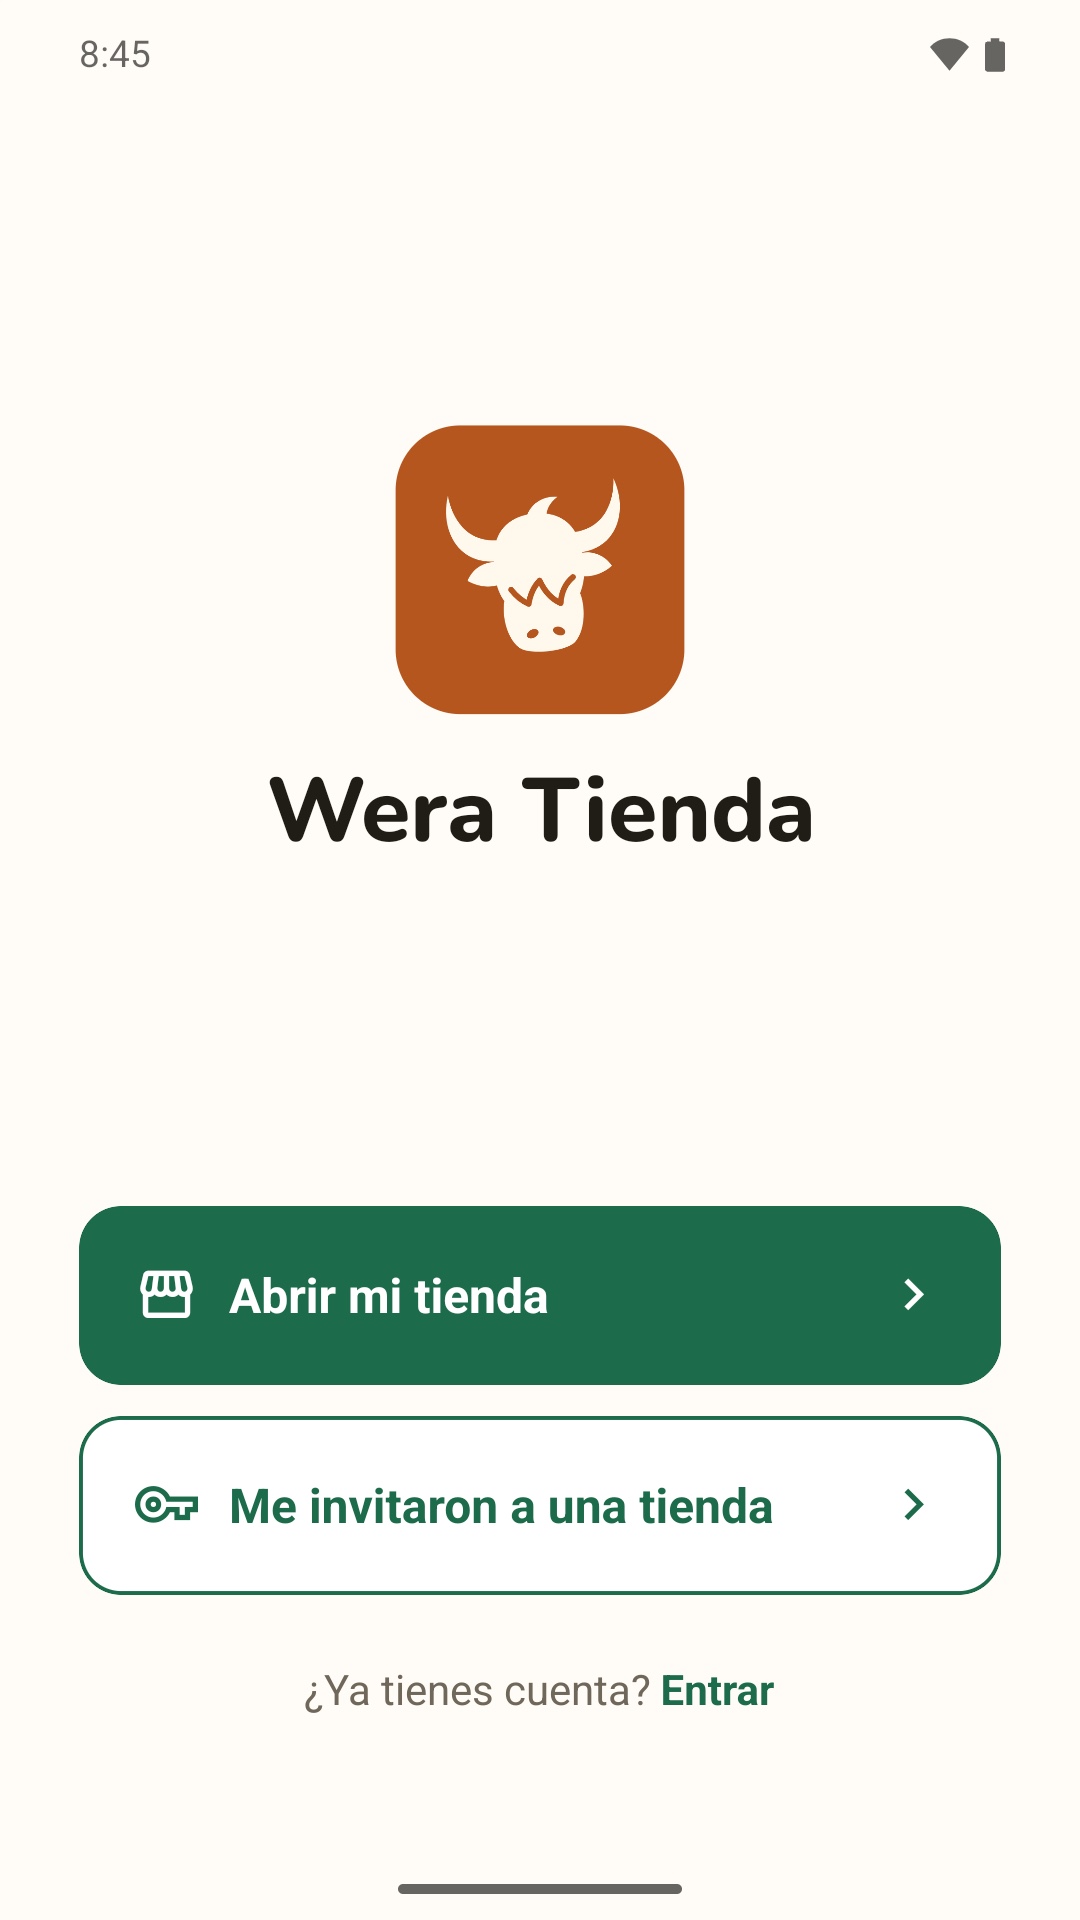 8:45
Wera Tienda
Abrir mi tienda
Me invitaron a una tienda
¿Ya tienes cuenta? Entrar